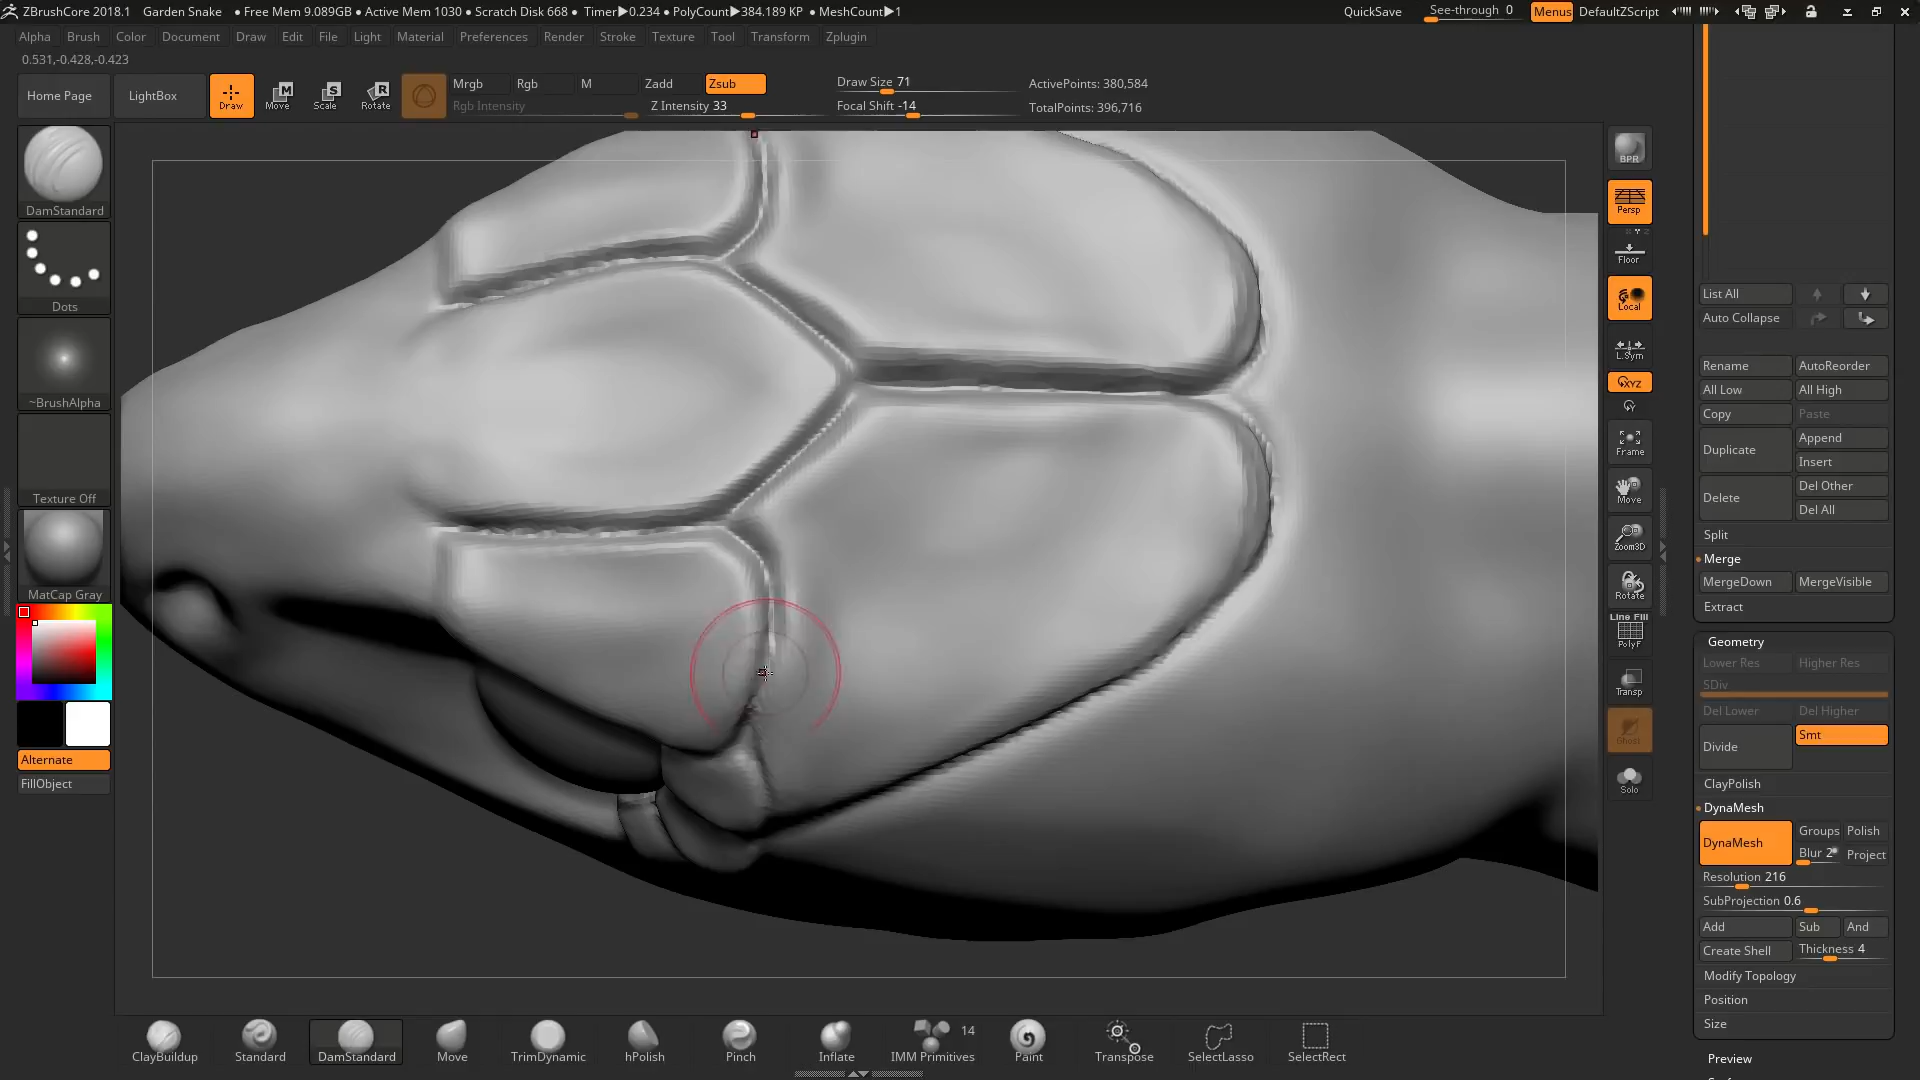 ZBrushCore 2018.1 Garden Snake ● Free Mem 9.089GB ● Active Mem 1030 ● Scratch Disk 668 ● Timer▶0.234 ● PolyCount▶384.189 KP ● MeshCount▶1 QuickSave See-through 0 Menus DefaultZScript
Alpha Brush Color Document Draw Edit File Light Material Preferences Render Stroke Texture Tool Transform Zplugin
0.531,-0.428,-0.423
Home Page LightBox Draw Move Scale Rotate
Mrgb Rgb M Zadd Zsub
Rgb Intensity Z Intensity 33
Draw Size 71
Focal Shift -14
ActivePoints: 380,584
TotalPoints: 396,716
DamStandard
Dots
~BrushAlpha
Texture Off
MatCap Gray
Alternate
FillObject
BPR
Persp
Floor
Local
L.Sym
XYZ
Frame
Move
Zoom3D
Rotate
Line Fill
PolyF
Transp
Ghost
Solo
List All
Auto Collapse
Rename AutoReorder
All Low All High
Copy Paste
Duplicate Append
Insert
Delete Del Other
Del All
Split
Merge
MergeDown MergeVisible
Extract
Geometry
Lower Res Higher Res
SDiv
Del Lower Del Higher
Divide Smt
ClayPolish
DynaMesh
DynaMesh Groups Polish
Blur 2 Project
Resolution 216
SubProjection 0.6
Add Sub And
Create Shell Thickness 4
Modify Topology
Position
Size
Preview
ClayBuildup Standard DamStandard Move TrimDynamic hPolish Pinch Inflate IMM Primitives 14 Paint Transpose SelectLasso SelectRect